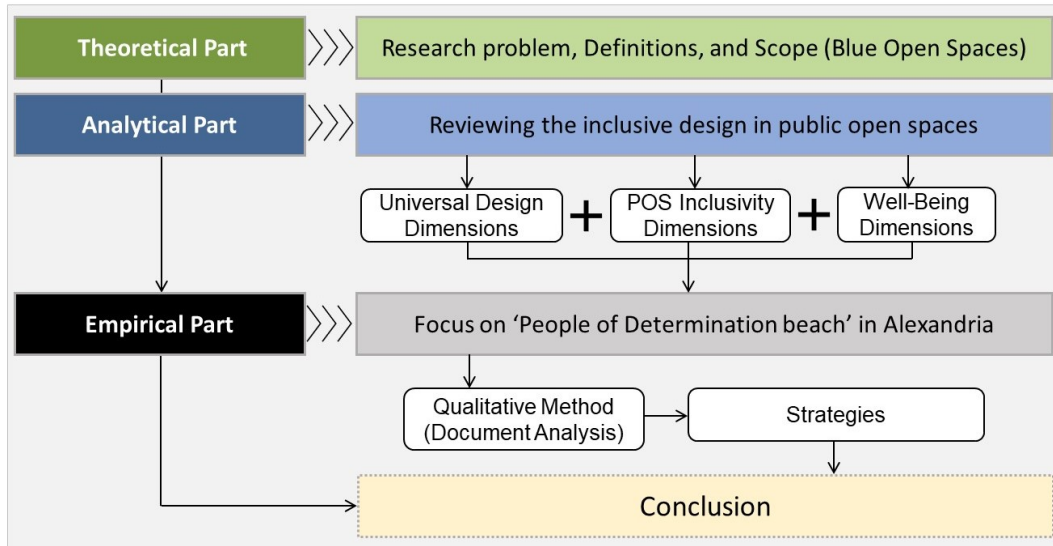 Theoretical Part
Research problem, Definitions, and Scope (Blue Open Spaces)
Analytical Part
Reviewing the inclusive design in public open spaces
Universal Design
Dimensions
+
POS Inclusivity
Dimensions
+
Well-Being
Dimensions
Empirical Part
Focus on ‘People of Determination beach’ in Alexandria
Qualitative Method
(Document Analysis)
Strategies
Conclusion